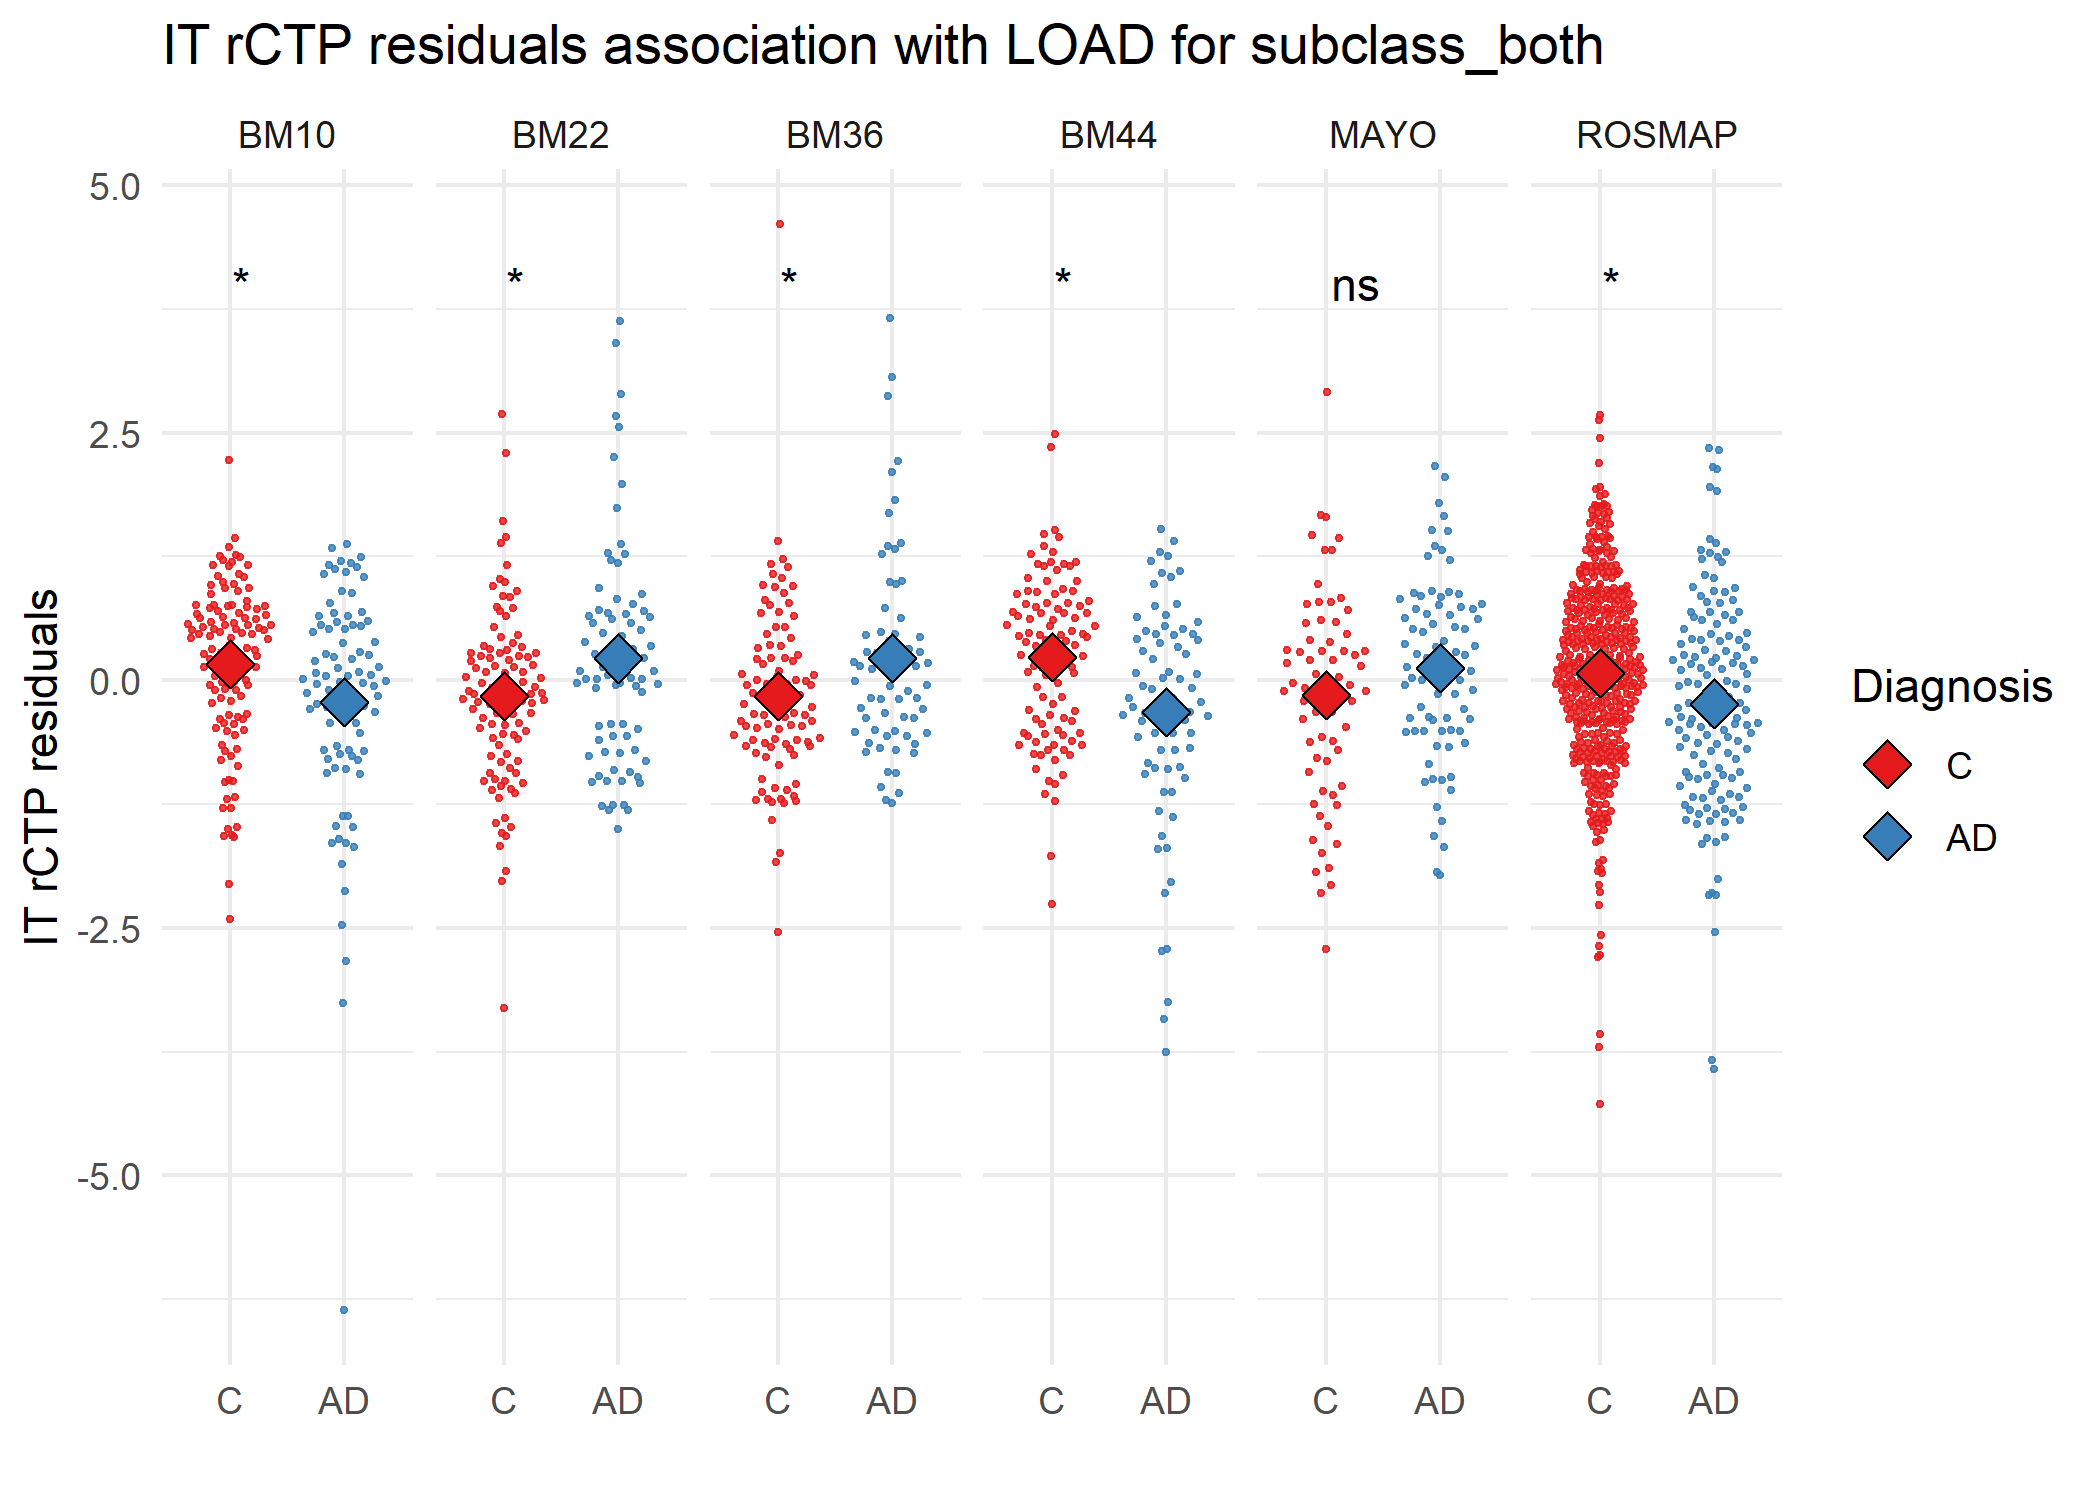 IT rCTP residuals association with LOAD for subclass_both
BM10 BM22 BM36 BM44 MAYO ROSMAP
5.0
* * * * ns *
2.5
0.0
-2.5
-5.0
IT rCTP residuals
C AD C AD C AD C AD C AD C AD
Diagnosis
C
AD